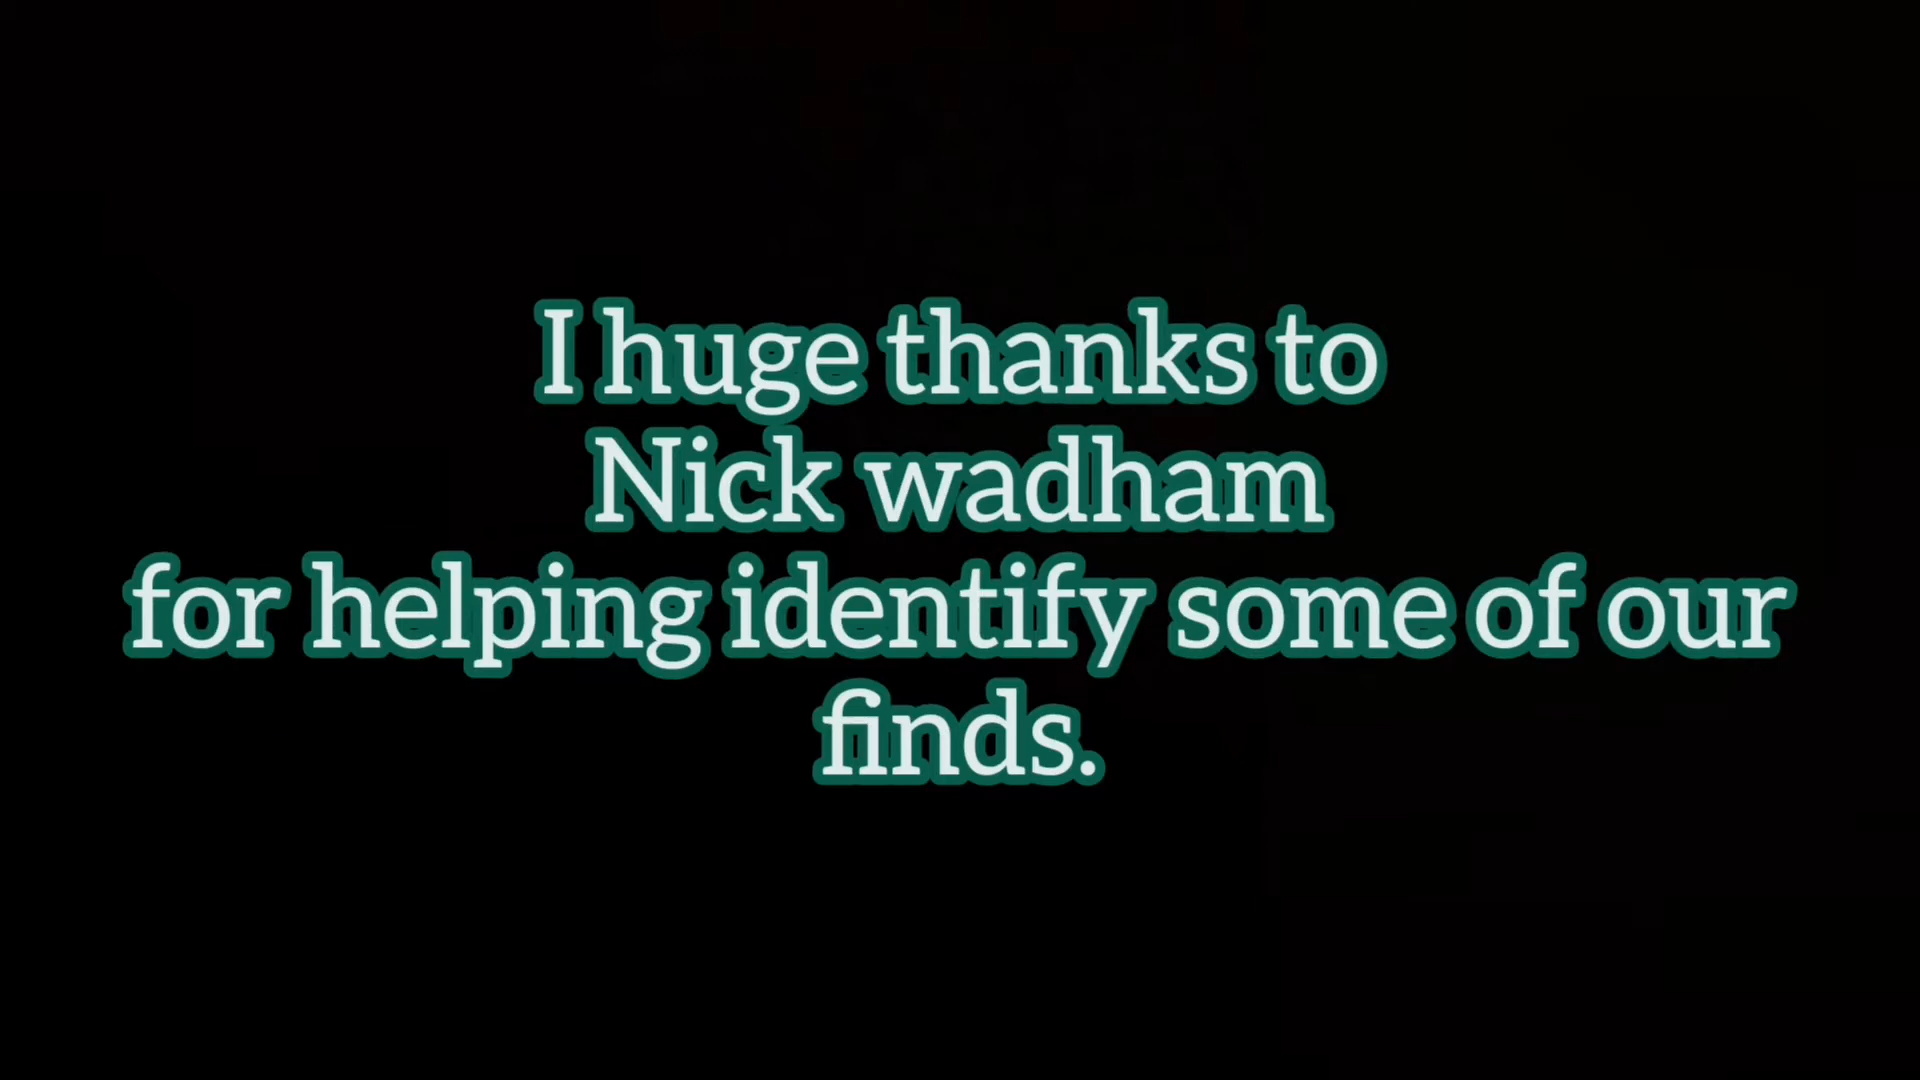 I huge thanks to
Nick wadham
for helping identify some of our
finds.